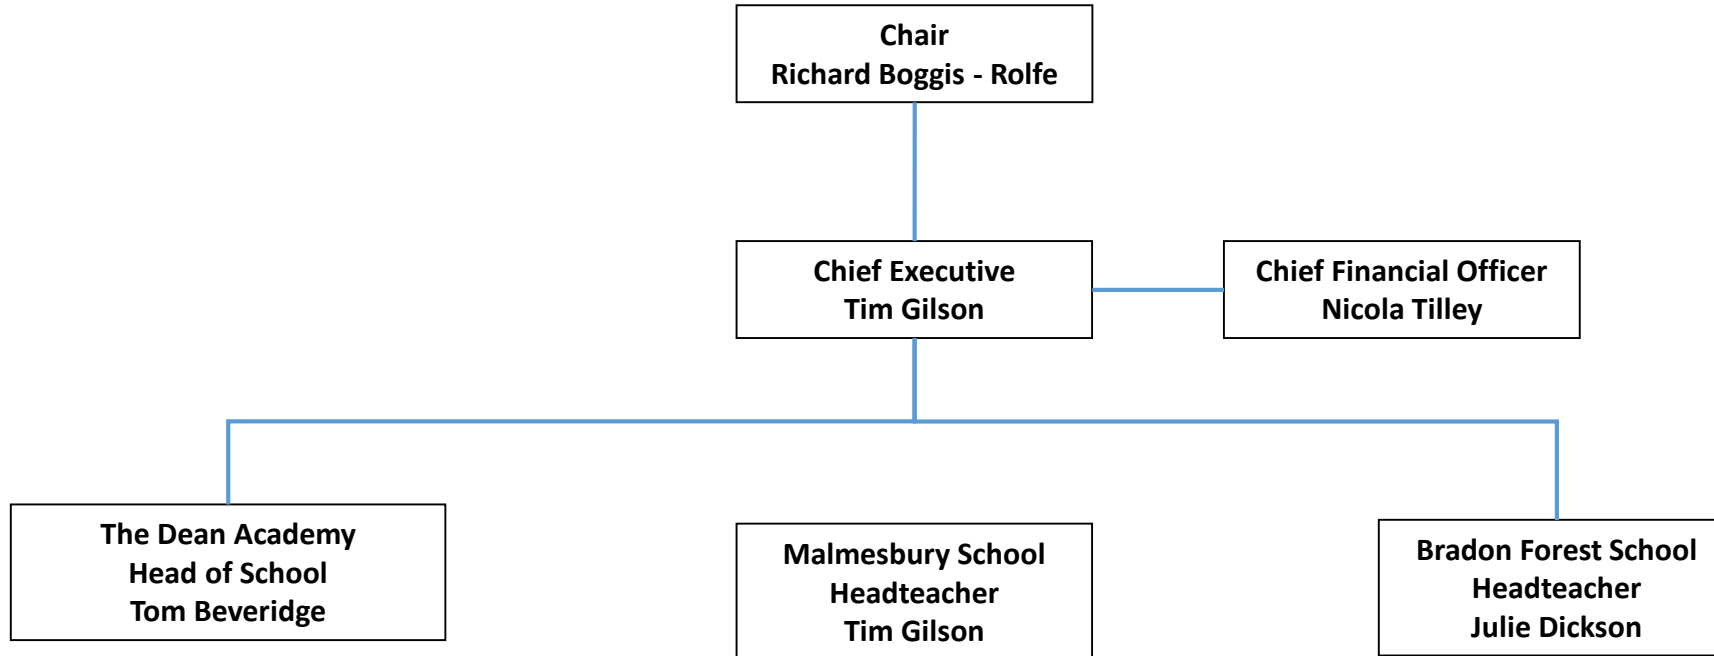 Chair
Richard Boggis - Rolfe
Chief Executive
Tim Gilson
Chief Financial Officer
Nicola Tilley
The Dean Academy
Head of School
Tom Beveridge
Malmesbury School
Headteacher
Tim Gilson
Bradon Forest School
Headteacher
Julie Dickson